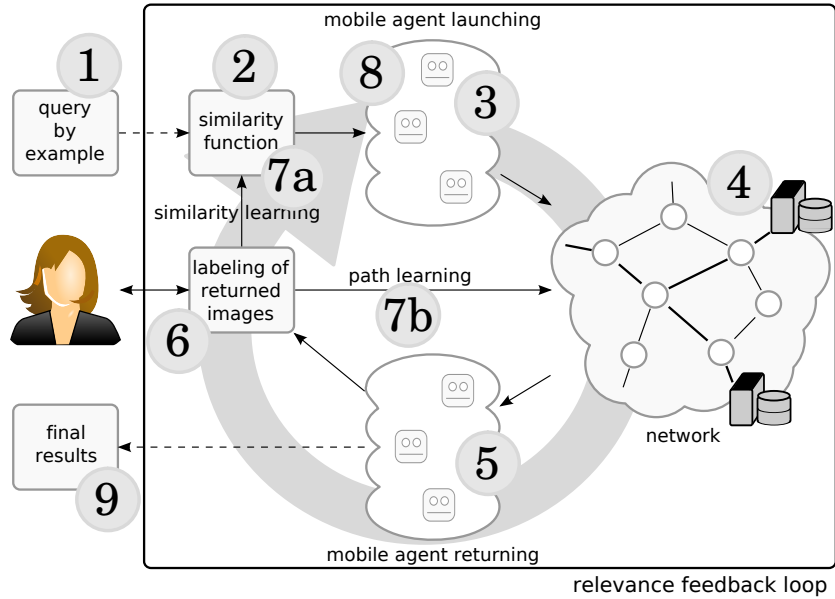 mobile agent launching
1
2
8
3
query
by
example
similarity
function
7a
4
similarity learning
labeling of
returned
images
path learning
7b
6
network
final
results
5
9
mobile agent returning
relevance feedback loop